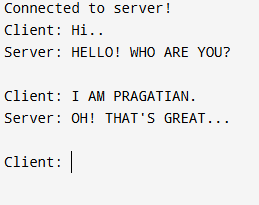 Connected to server!
Client: Hi..
Server: HELLO! WHO ARE YOU?
Client: I AM PRAGATIAN.
Server: OH! THAT'S GREAT...
Client: